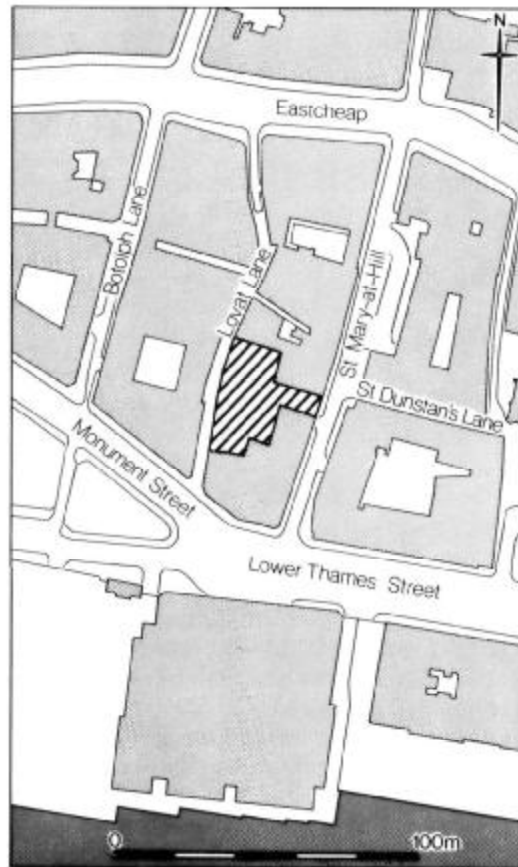 N
Eastcheap
Botolph Lane
Lovat Lane
St Mary-at-Hill
St Dunstan's Lane
Monument Street
Lower Thames Street
0 100m